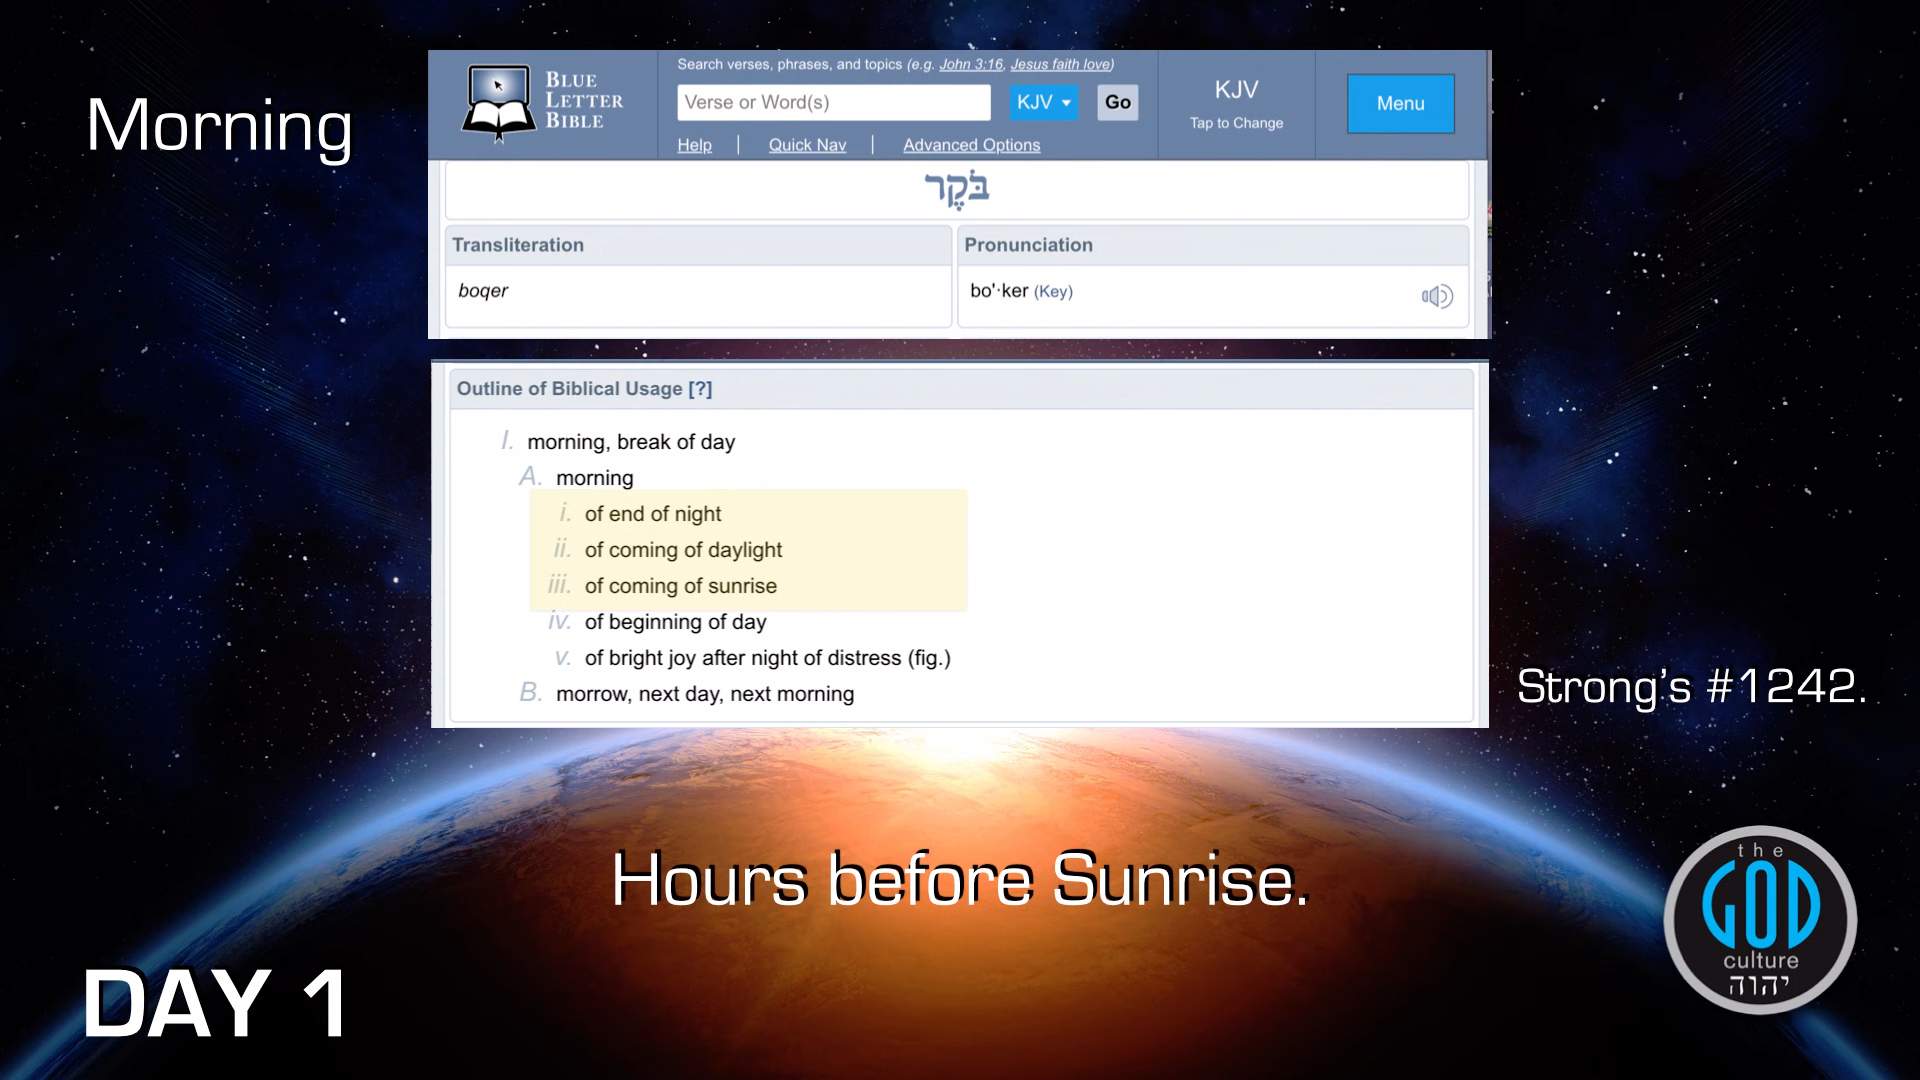 Morning
BLUE
LETTER
BIBLE
Search verses, phrases, and topics (e.g. John 3:16, Jesus faith love)
Verse or Word(s)
KJV
Go
Help
Quick Nav
Advanced Options
KJV
Tap to Change
Menu
בֹּקֶר
Transliteration
Pronunciation
boqer
bo'·ker (Key)
Outline of Biblical Usage [?]
I. morning, break of day
A. morning
i. of end of night
ii. of coming of daylight
iii. of coming of sunrise
iv. of beginning of day
v. of bright joy after night of distress (fig.)
B. morrow, next day, next morning
Strong's #1242.
Hours before Sunrise.
DAY 1
the
GOD
culture
יהוה